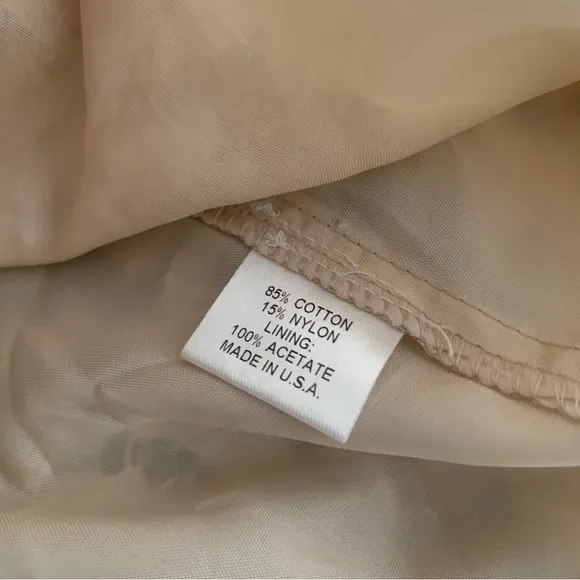 85% COTTON
15% NYLON
LINING:
100% ACETATE
MADE IN U.S.A.